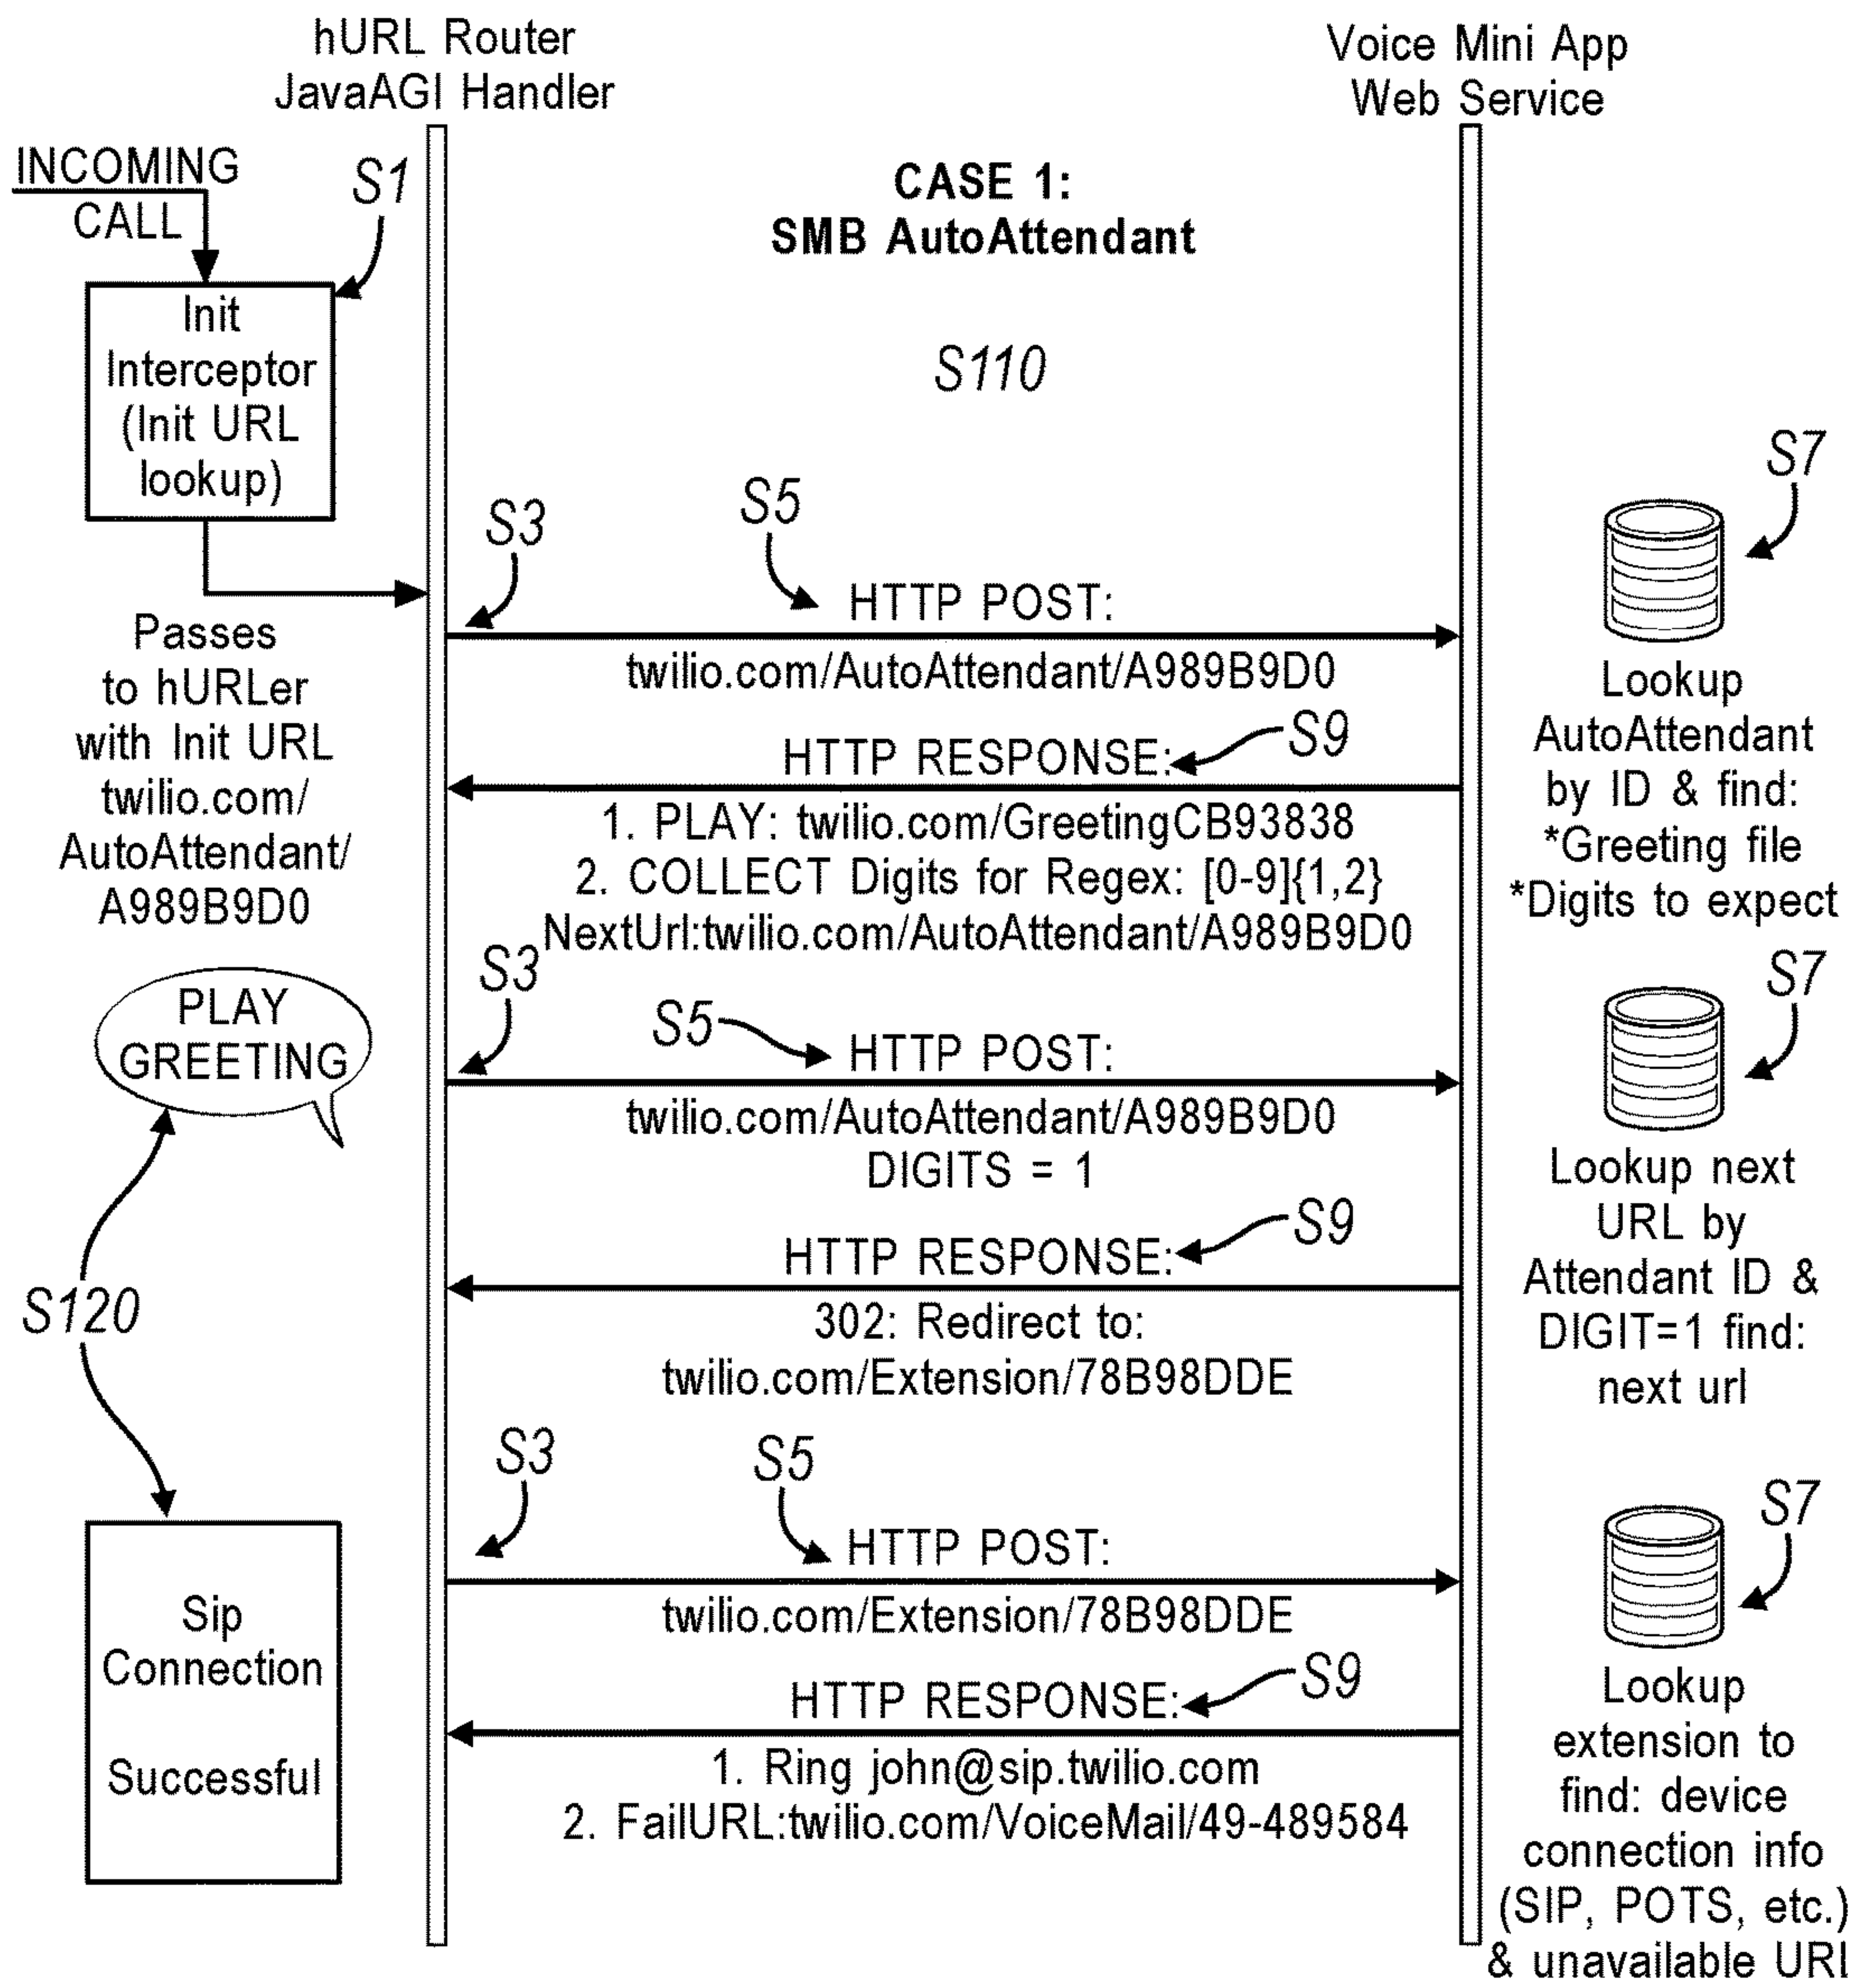 hURL Router
JavaAGI Handler
Voice Mini App
Web Service
INCOMING
CALL
S1
CASE 1:
SMB AutoAttendant
Init
Interceptor
(Init URL
lookup)
S110
S7
S3
S5
HTTP POST:
twilio.com/AutoAttendant/A989B9D0
Passes
to hURLer
with Init URL
twilio.com/
AutoAttendant/
A989B9D0
Lookup
AutoAttendant
by ID & find:
*Greeting file
*Digits to expect
HTTP RESPONSE:
S9
1. PLAY: twilio.com/GreetingCB93838
2. COLLECT Digits for Regex: [0-9]{1,2}
NextUrl:twilio.com/AutoAttendant/A989B9D0
PLAY
GREETING
S3
S5
HTTP POST:
S7
twilio.com/AutoAttendant/A989B9D0
DIGITS = 1
Lookup next
URL by
Attendant ID &
DIGIT=1 find:
next url
S9
HTTP RESPONSE:
S120
302: Redirect to:
twilio.com/Extension/78B98DDE
S3
S5
S7
HTTP POST:
twilio.com/Extension/78B98DDE
Sip
Connection
Successful
HTTP RESPONSE:
S9
1. Ring john@sip.twilio.com
2. FailURL:twilio.com/VoiceMail/49-489584
Lookup
extension to
find: device
connection info
(SIP, POTS, etc.)
& unavailable URI